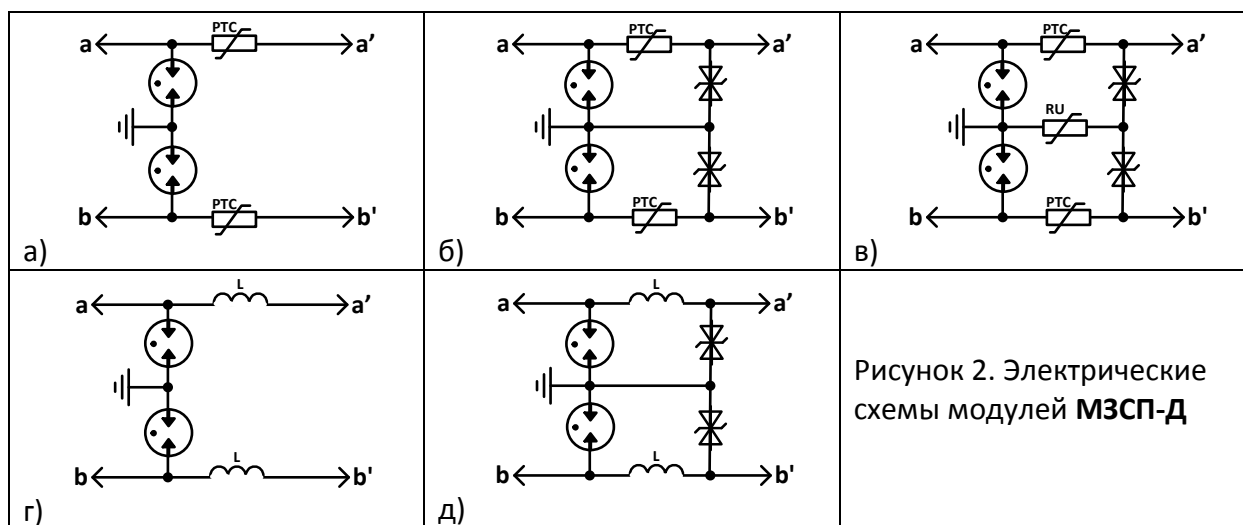 PTC
a a’
b b'
PTC
а)
PTC
a a’
b b'
PTC
б)
PTC
a a’
RU
b b'
PTC
в)
L
a a’
b b'
L
г)
L
a a’
b b'
L
д)
Рисунок 2. Электрические
схемы модулей МЗСП-Д